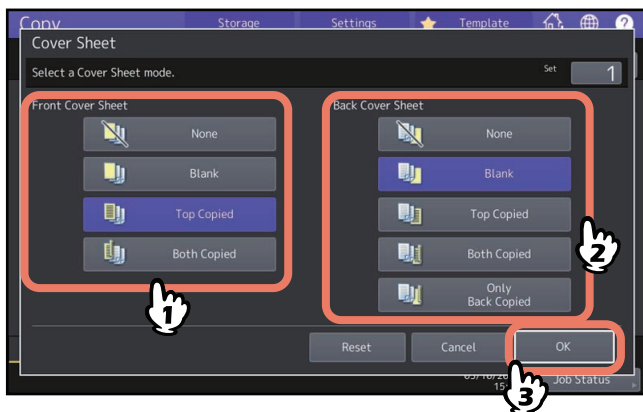 Copy Storage Settings Template ?
Cover Sheet
Select a Cover Sheet mode. Set 1
Front Cover Sheet
None
Blank
Top Copied
Both Copied
1
Back Cover Sheet
None
Blank
Top Copied
Both Copied
Only
Back Copied
2
Reset Cancel OK
3
Job Status